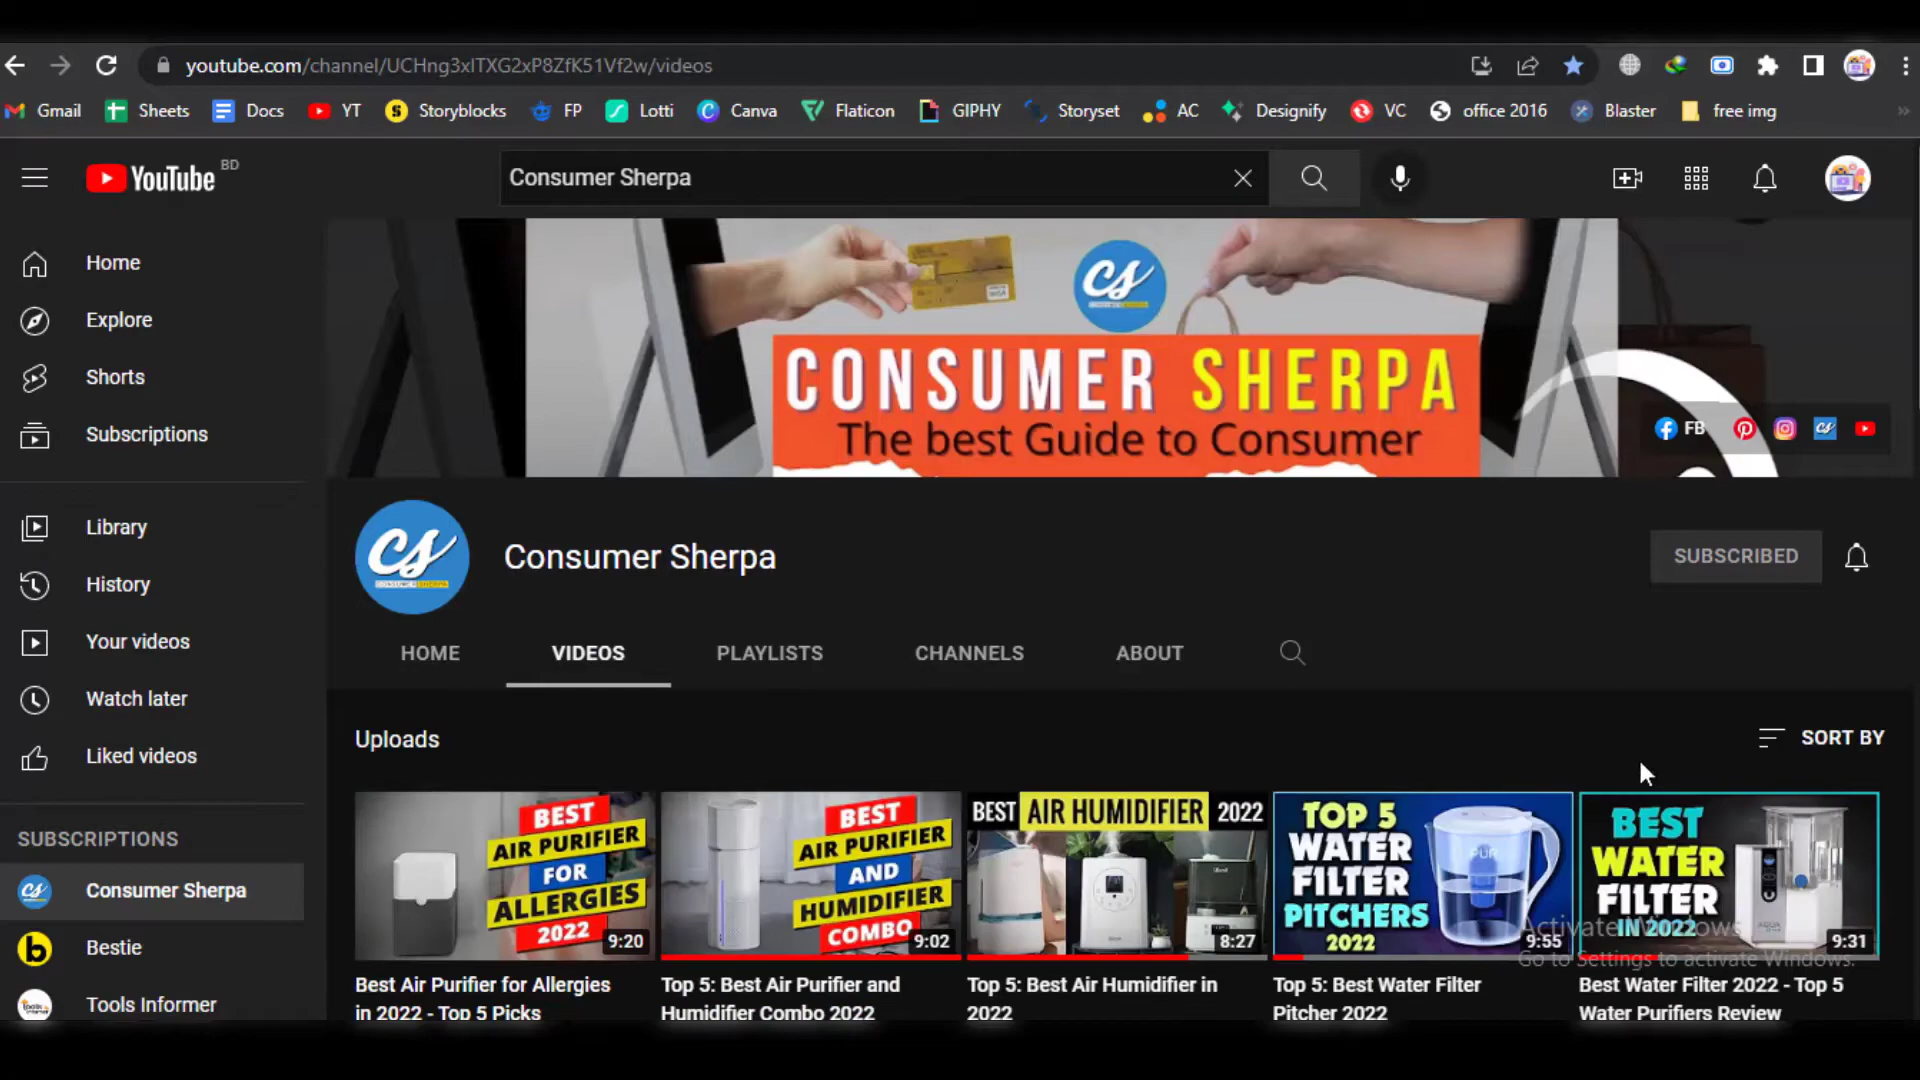 youtube.com/channel/UCHng3xITXG2xP8ZfK51Vf2w/videos
Gmail Sheets Docs YT Storyblocks FP Lotti Canva Flaticon GIPHY Storyset AC Designify VC office 2016 Blaster free img
YouTube BD
Consumer Sherpa
Home
Explore
Shorts
Subscriptions
Library
History
Your videos
Watch later
Liked videos
SUBSCRIPTIONS
Consumer Sherpa
Bestie
Tools Informer
VISA
CS
CONSUMER SHERPA
The best Guide to Consumer
FB
CS
CONSUMERSHERPA
Consumer Sherpa
SUBSCRIBED
HOME VIDEOS PLAYLISTS CHANNELS ABOUT
Uploads
SORT BY
BEST
AIR PURIFIER
FOR
ALLERGIES
2022
9:20
BEST
AIR PURIFIER
AND
HUMIDIFIER
COMBO
9:02
BEST AIR HUMIDIFIER 2022
8:27
TOP 5
WATER
FILTER
PITCHERS
2022
PUR
9:55
BEST
WATER
FILTER
IN 2022
AQUA
9:31
Best Air Purifier for Allergies
in 2022 - Top 5 Picks
Top 5: Best Air Purifier and
Humidifier Combo 2022
Top 5: Best Air Humidifier in
2022
Top 5: Best Water Filter
Pitcher 2022
Best Water Filter 2022 - Top 5
Water Purifiers Review
Activate Windows
Go to Settings to activate Windows.